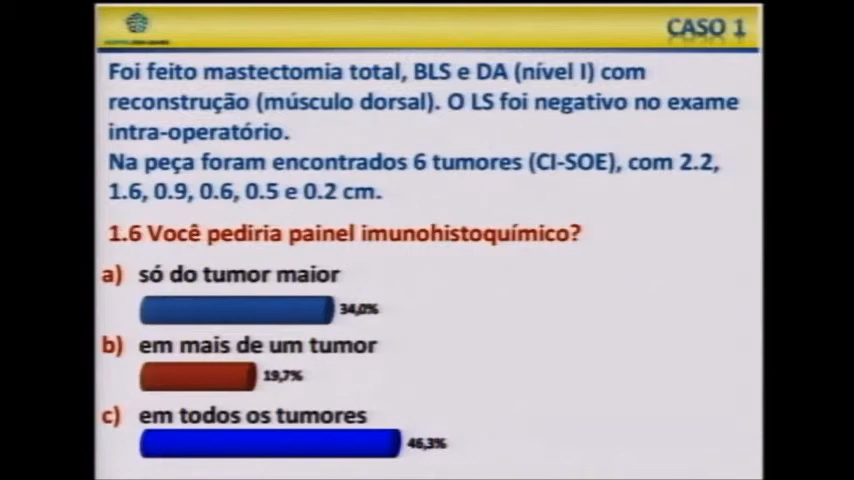 CASO 1
Foi feito mastectomia total, BLS e DA (nível I) com
reconstrução (músculo dorsal). O LS foi negativo no exame
intra-operatório.
Na peça foram encontrados 6 tumores (CI-SOE), com 2.2,
1.6, 0.9, 0.6, 0.5 e 0.2 cm.
1.6 Você pediria painel imunohistoquímico?
a) só do tumor maior
34,0%
b) em mais de um tumor
19,7%
c) em todos os tumores
46,3%